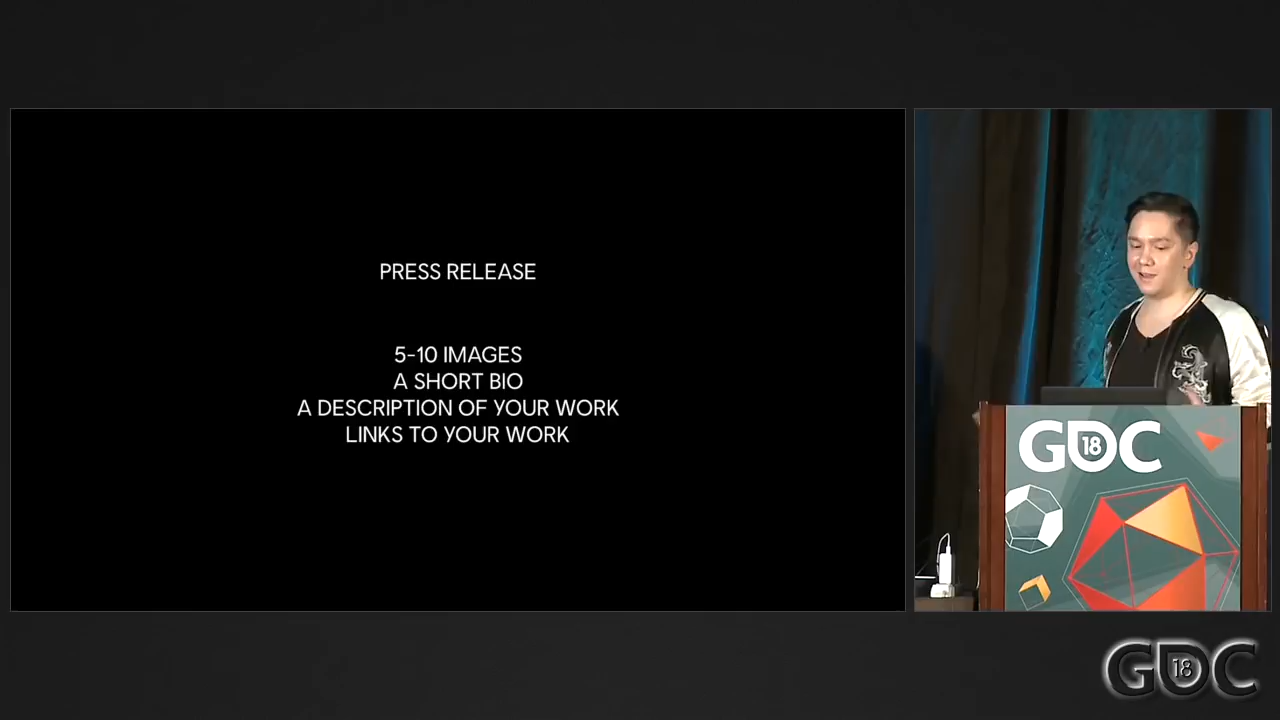 PRESS RELEASE
5-10 IMAGES
A SHORT BIO
A DESCRIPTION OF YOUR WORK
LINKS TO YOUR WORK
GDC 18
GDC 18